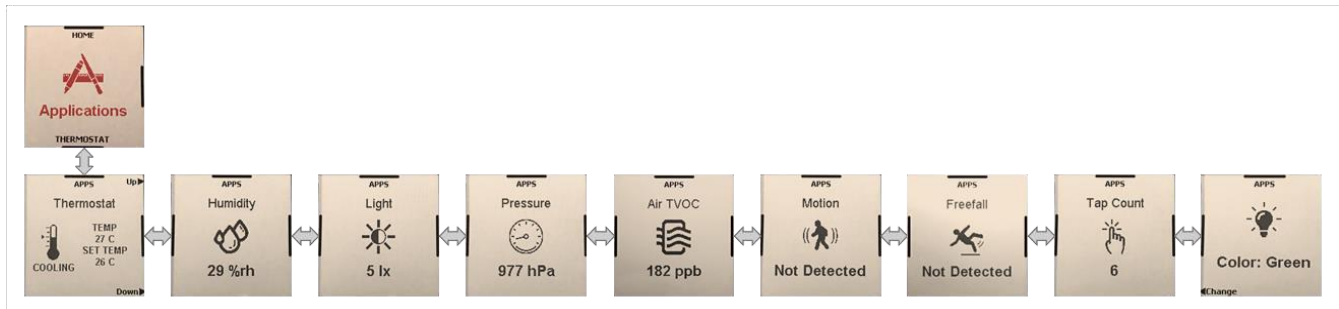 HOME
Applications
THERMOSTAT
APPS
Up
Thermostat
TEMP
27 C
SET TEMP
26 C
COOLING
Down
APPS
Humidity
29 %rh
APPS
Light
5 lx
APPS
Pressure
977 hPa
APPS
Air TVOC
182 ppb
APPS
Motion
Not Detected
APPS
Freefall
Not Detected
APPS
Tap Count
6
APPS
Color: Green
Change